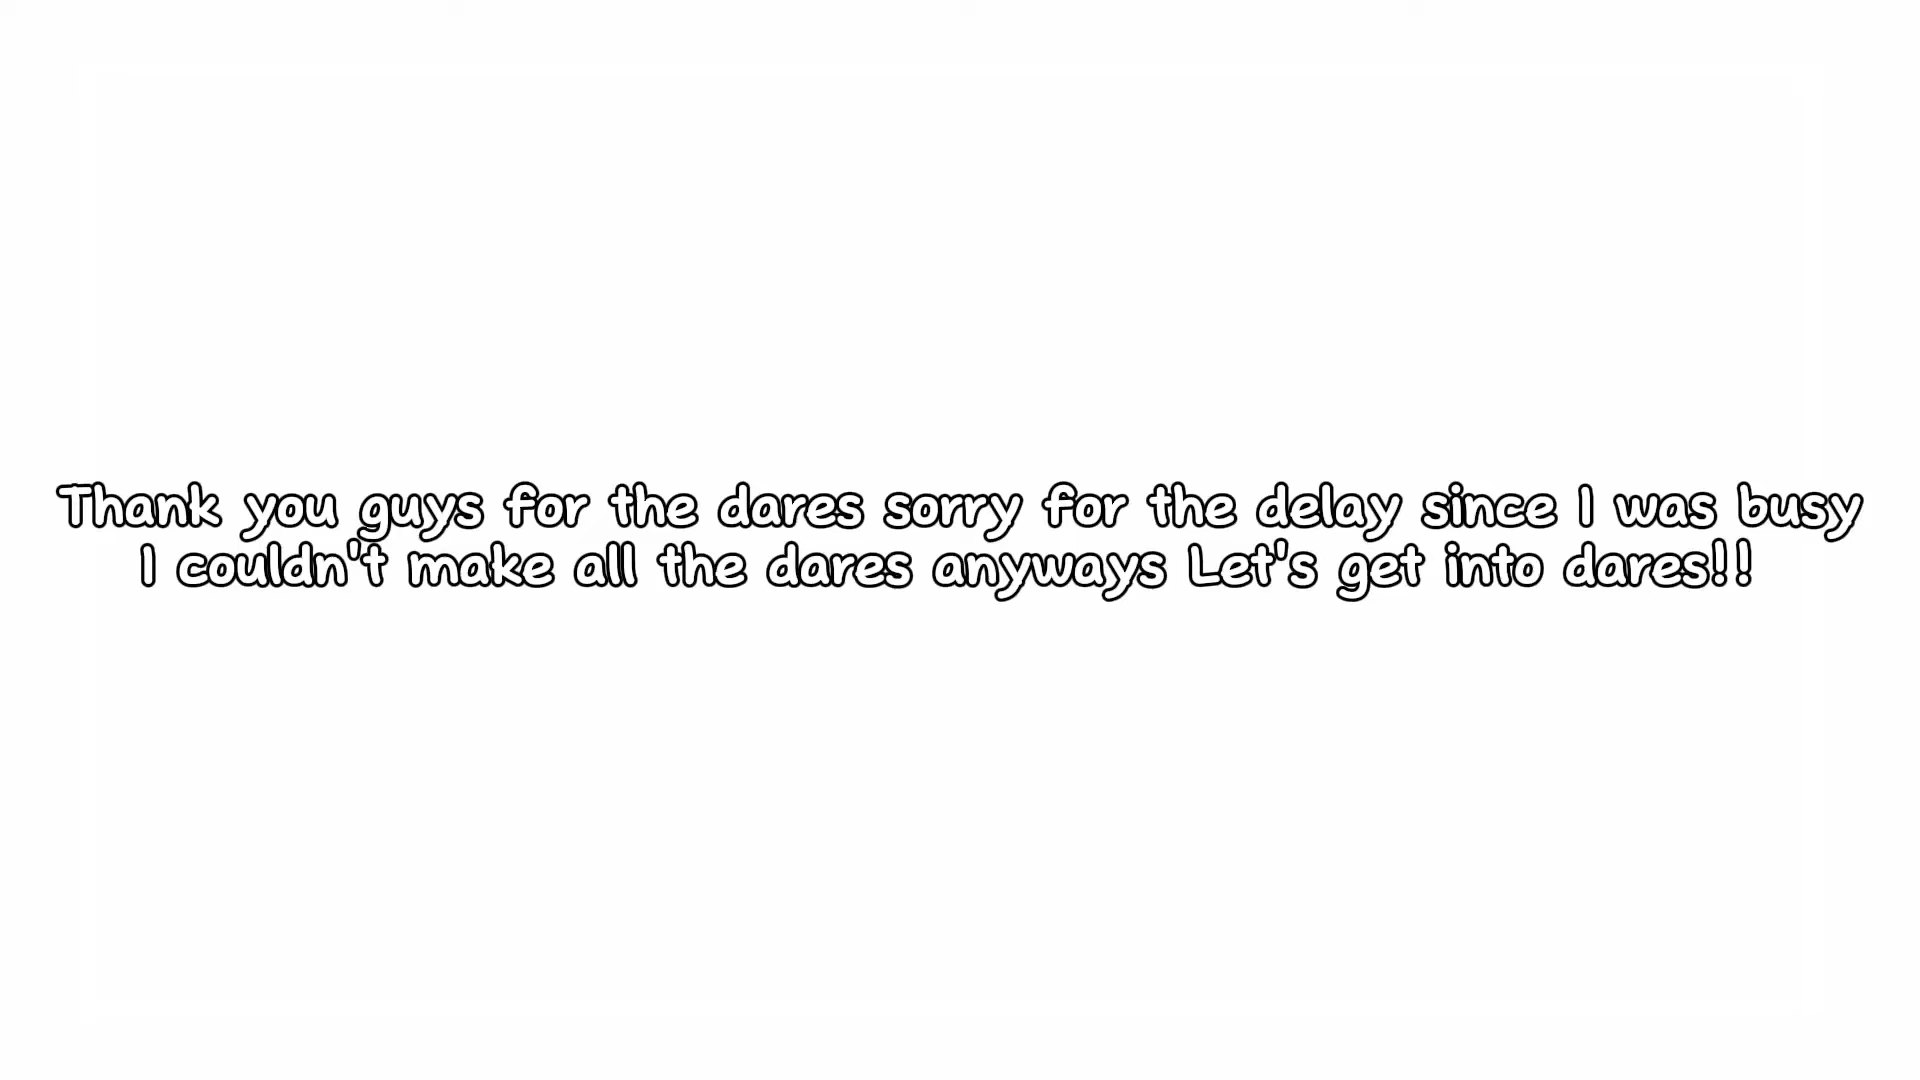 Thank you guys for the dares sorry for the delay since I was busy
I couldn't make all the dares anyways Let's get into dares!!